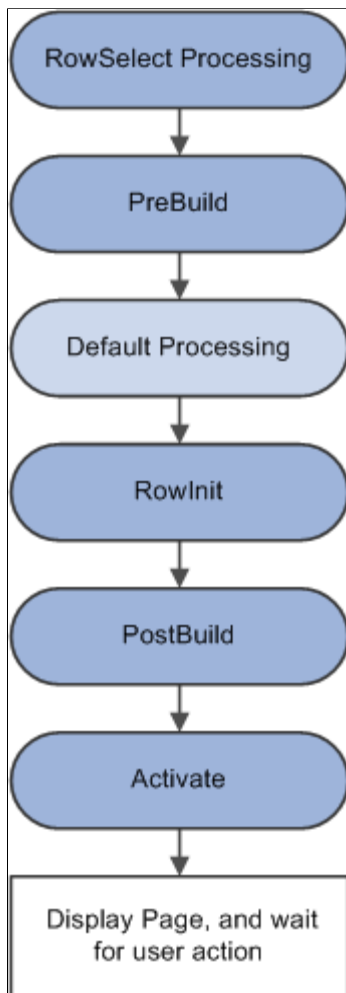 RowSelect Processing
PreBuild
Default Processing
RowInit
PostBuild
Activate
Display Page, and wait
for user action